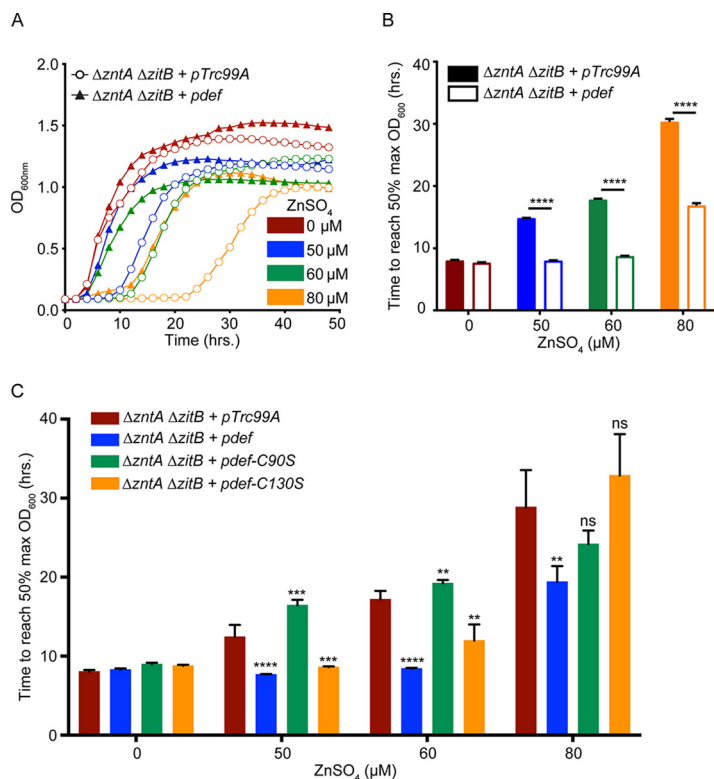 A
2.0
1.5
1.0
0.5
0.0
OD600nm
ΔzntA ΔzitB + pTrc99A
ΔzntA ΔzitB + pdef
ZnSO4
0 µM
50 µM
60 µM
80 µM
0 10 20 30 40 50
Time (hrs.)
B
Time to reach 50% max OD600 (hrs.)
40
30
20
10
0
ΔzntA ΔzitB + pTrc99A
ΔzntA ΔzitB + pdef
****
****
****
0 50 60 80
ZnSO4 (µM)
C
Time to reach 50% max OD600 (hrs.)
40
30
20
10
0
ΔzntA ΔzitB + pTrc99A
ΔzntA ΔzitB + pdef
ΔzntA ΔzitB + pdef-C90S
ΔzntA ΔzitB + pdef-C130S
**** *** ***
**** ** **
** ns ns
0 50 60 80
ZnSO4 (µM)